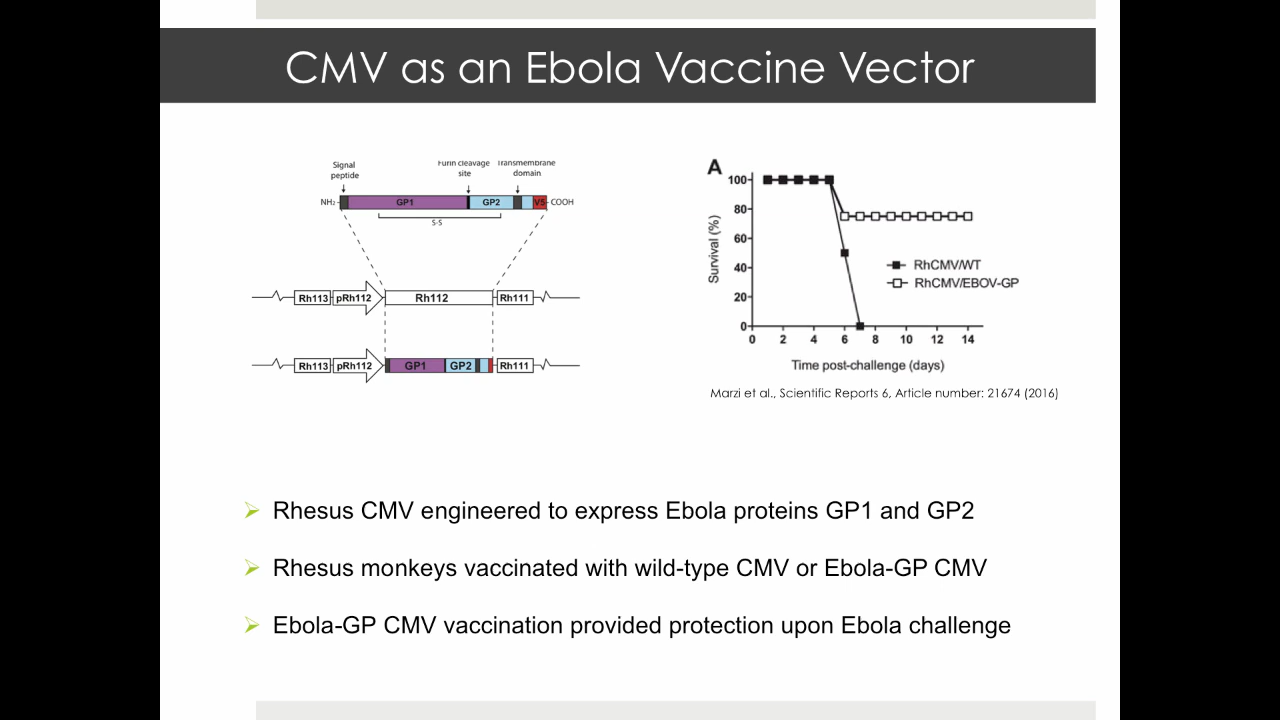 CMV as an Ebola Vaccine Vector
Signal
peptide
Furin cleavage
site
Transmembrane
domain
NH₂ GP1 GP2 V5 COOH
S-S
Rh113 pRh112 Rh112 Rh111
Rh113 pRh112 GP1 GP2 Rh111
A
Survival (%)
100
80
60
40
20
0
0 2 4 6 8 10 12 14
Time post-challenge (days)
RhCMV/WT
RhCMV/EBOV-GP
Marzi et al., Scientific Reports 6, Article number: 21674 (2016)
Rhesus CMV engineered to express Ebola proteins GP1 and GP2
Rhesus monkeys vaccinated with wild-type CMV or Ebola-GP CMV
Ebola-GP CMV vaccination provided protection upon Ebola challenge